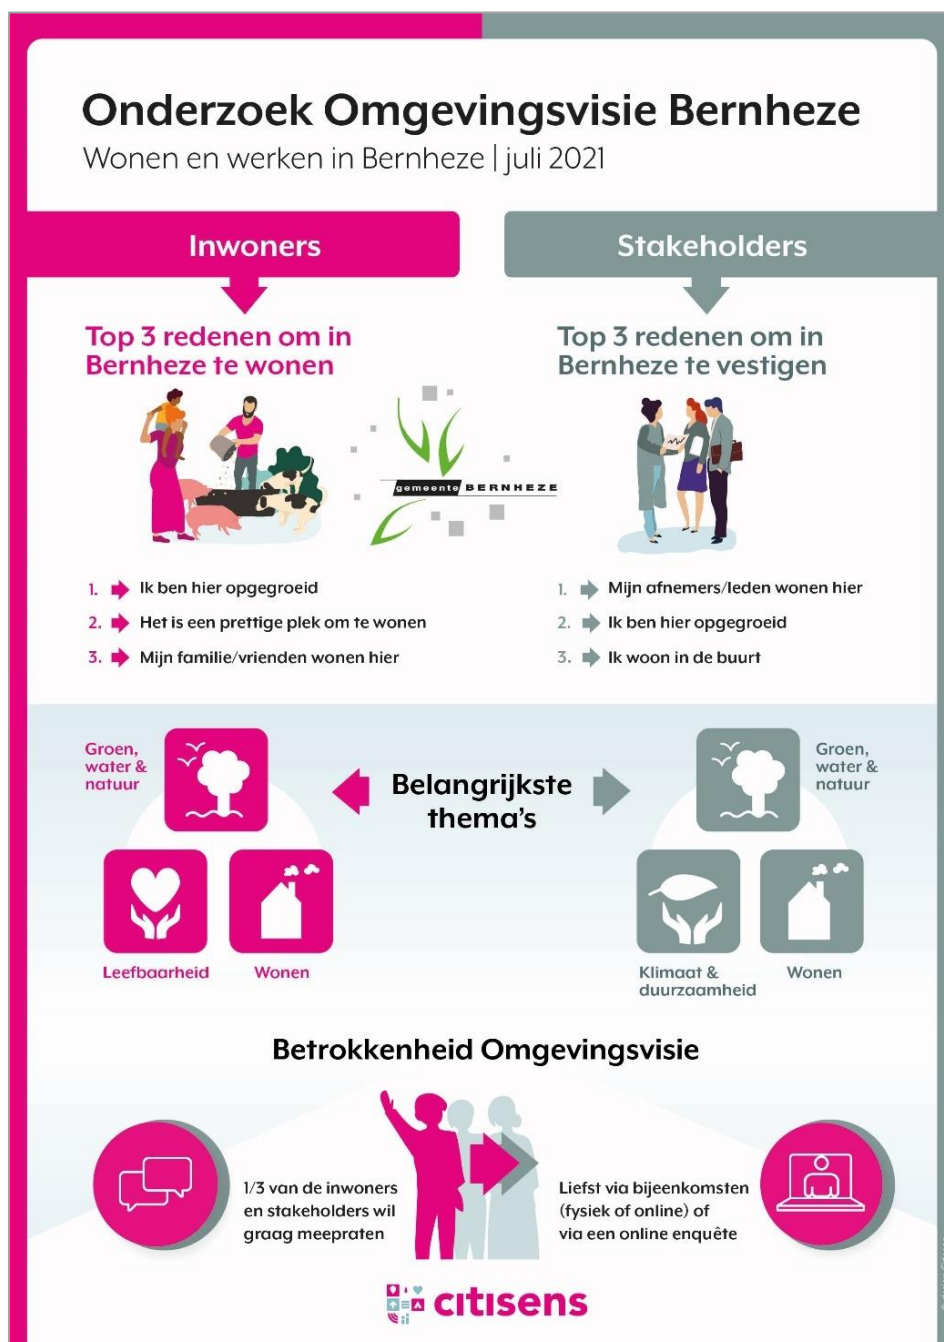 Onderzoek Omgevingsvisie Bernheze
Wonen en werken in Bernheze | juli 2021
Inwoners
Top 3 redenen om in
Bernheze te wonen
1. Ik ben hier opgegroeid
2. Het is een prettige plek om te wonen
3. Mijn familie/vrienden wonen hier
gemeente BERNHEZE
Stakeholders
Top 3 redenen om in
Bernheze te vestigen
1. Mijn afnemers/leden wonen hier
2. Ik ben hier opgegroeid
3. Ik woon in de buurt
Belangrijkste
thema's
Groen,
water &
natuur
Leefbaarheid
Wonen
Groen,
water &
natuur
Klimaat &
duurzaamheid
Wonen
Betrokkenheid Omgevingsvisie
1/3 van de inwoners
en stakeholders wil
graag meepraten
Liefst via bijeenkomsten
(fysiek of online) of
via een online enquête
citisens